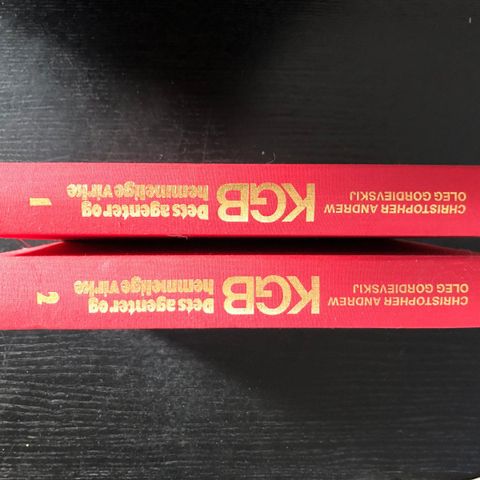 CHRISTOPHER ANDREW
OLEG GORDIEVSKIJ
KGB
Dets agenter og
hemmelige virke
1
CHRISTOPHER ANDREW
OLEG GORDIEVSKIJ
KGB
Dets agenter og
hemmelige virke
2